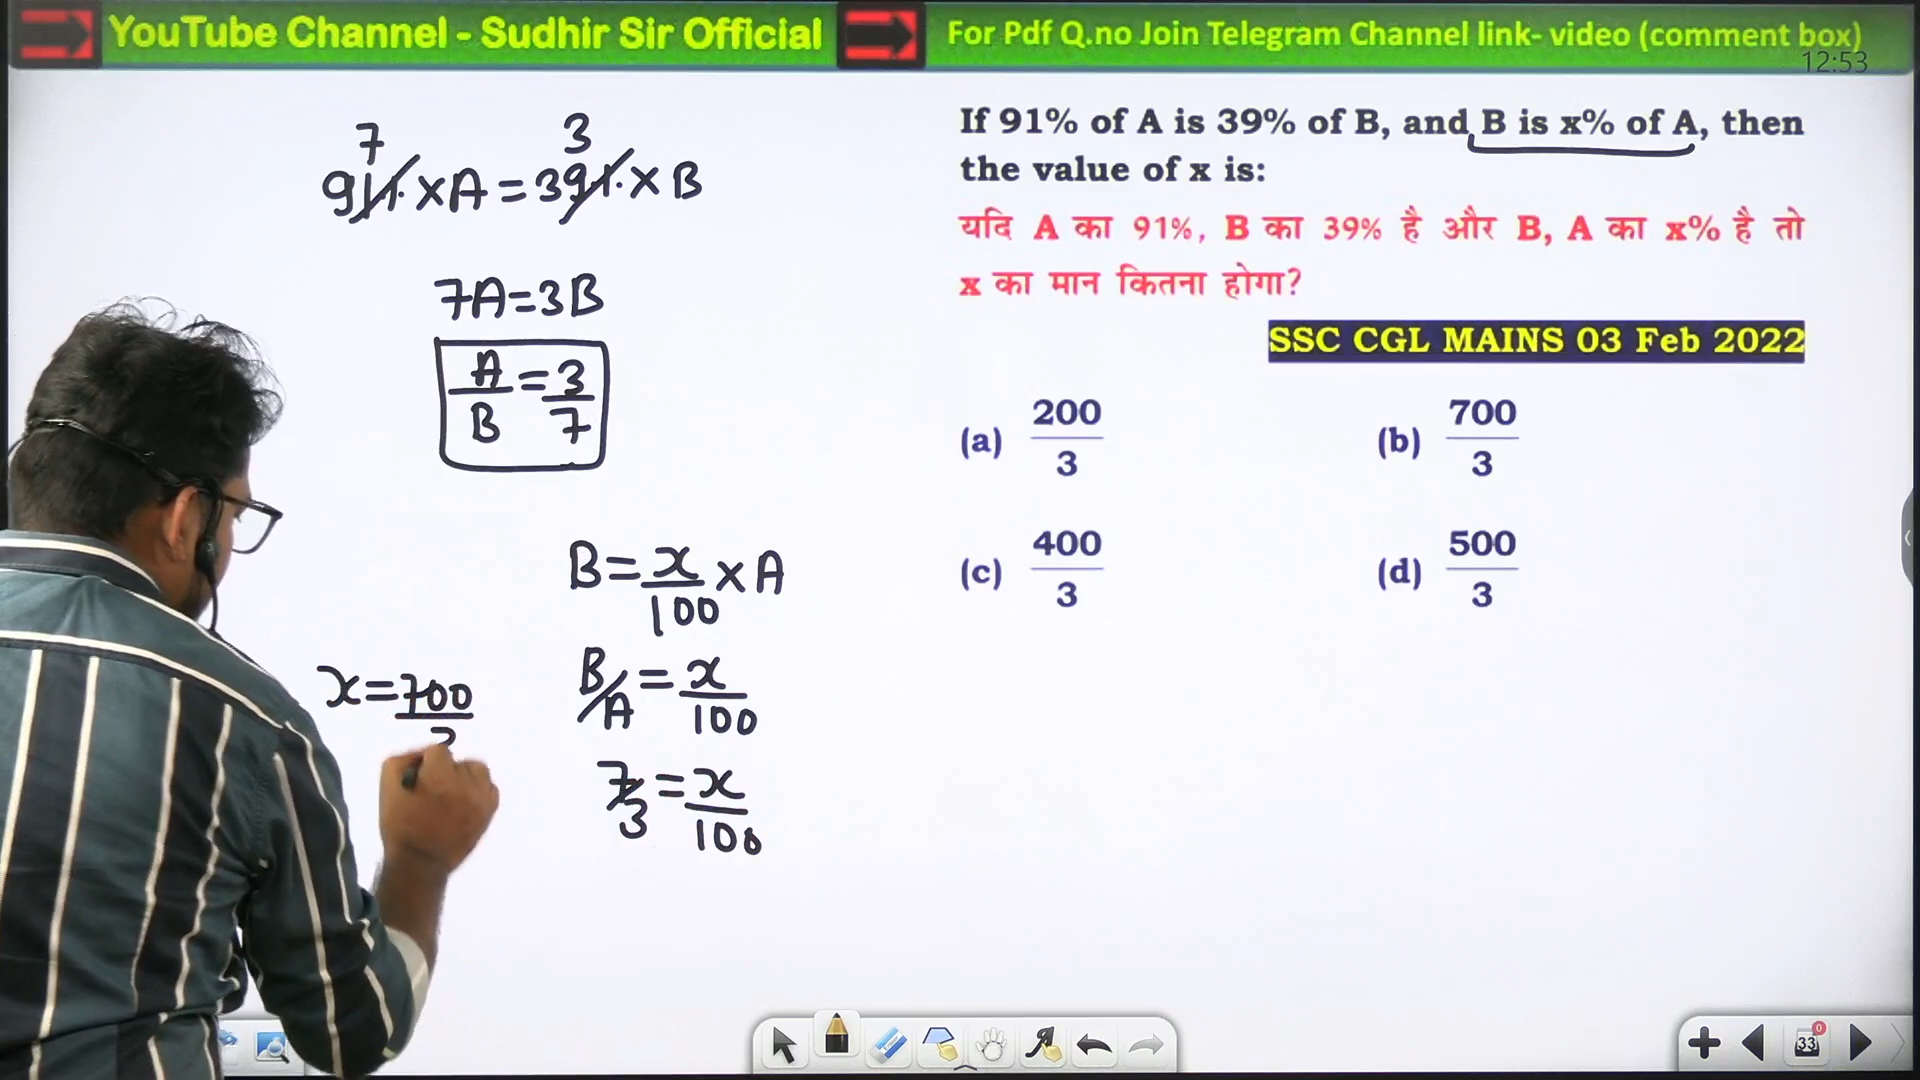 YouTube Channel - Sudhir Sir Official
For Pdf Q.no Join Telegram Channel link- video (comment box)
12:53
7 3
91% × A = 39% × B
7A = 3B
A/B = 3/7
B = x/100 × A
B/A = x/100
7/3 = x/100
x = 700/3
If 91% of A is 39% of B, and B is x% of A, then
the value of x is:
यदि A का 91%, B का 39% है और B, A का x% है तो
x का मान कितना होगा?
SSC CGL MAINS 03 Feb 2022
(a) 200/3 (b) 700/3
(c) 400/3 (d) 500/3
33
0